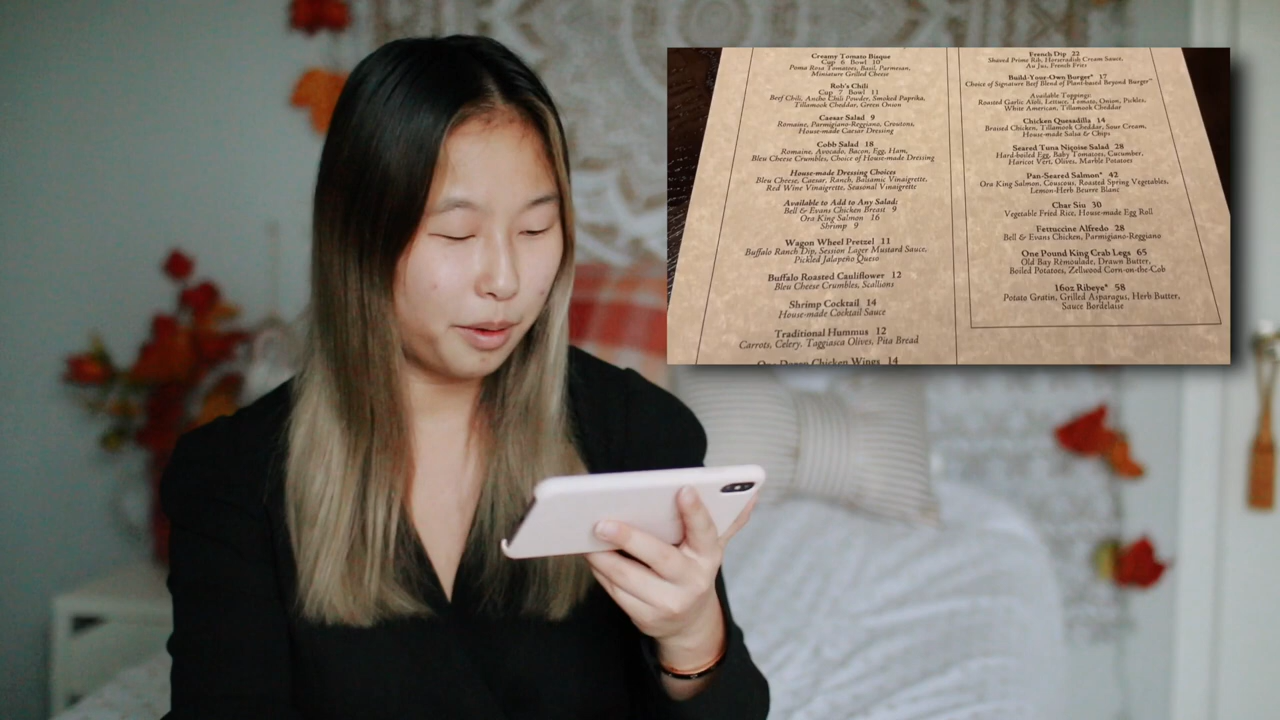 Creamy Tomato Bisque
Cup 6 Bowl 10
Poma Rosa Tomatoes, Basil, Parmesan,
Miniature Grilled Cheese
Rob's Chili
Cup 7 Bowl 11
Beef Chili, Ancho Chili Powder, Smoked Paprika,
Tillamook Cheddar, Green Onion
Caesar Salad 9
Romaine, Parmigiano-Reggiano, Croutons,
House-made Caesar Dressing
Cobb Salad 18
Romaine, Avocado, Bacon, Egg, Ham,
Bleu Cheese Crumbles, Choice of House-made Dressing
House-made Dressing Choices
Bleu Cheese, Caesar, Ranch, Balsamic Vinaigrette,
Red Wine Vinaigrette, Seasonal Vinaigrette
Available to Add to Any Salad:
Bell & Evans Chicken Breast 9
Ora King Salmon 16
Shrimp 9
Wagon Wheel Pretzel 11
Buffalo Ranch Dip, Session Lager Mustard Sauce,
Pickled Jalapeño Queso
Buffalo Roasted Cauliflower 12
Bleu Cheese Crumbles, Scallions
Shrimp Cocktail 14
House-made Cocktail Sauce
Traditional Hummus 12
Carrots, Celery, Taggiasca Olives, Pita Bread
One Dozen Chicken Wings 14
French Dip 22
Shaved Prime Rib, Horseradish Cream Sauce,
Au Jus, French Fries
Build-Your-Own Burger* 17
Choice of Signature Beef Blend of Plant-based Beyond Burger™
Available Toppings:
Roasted Garlic Aïoli, Lettuce, Tomato, Onion, Pickles,
White American, Tillamook Cheddar
Chicken Quesadilla 14
Braised Chicken, Tillamook Cheddar, Sour Cream,
House-made Salsa & Chips
Seared Tuna Niçoise Salad 28
Hard-boiled Egg, Baby Tomatoes, Cucumber,
Haricot Vert, Olives, Marble Potatoes
Pan-Seared Salmon* 42
Ora King Salmon, Couscous, Roasted Spring Vegetables,
Lemon-Herb Beurre Blanc
Char Siu 30
Vegetable Fried Rice, House-made Egg Roll
Fettuccine Alfredo 28
Bell & Evans Chicken, Parmigiano-Reggiano
One Pound King Crab Legs 65
Old Bay Rémoulade, Drawn Butter,
Boiled Potatoes, Zellwood Corn-on-the-Cob
16oz Ribeye* 58
Potato Gratin, Grilled Asparagus, Herb Butter,
Sauce Bordelaise